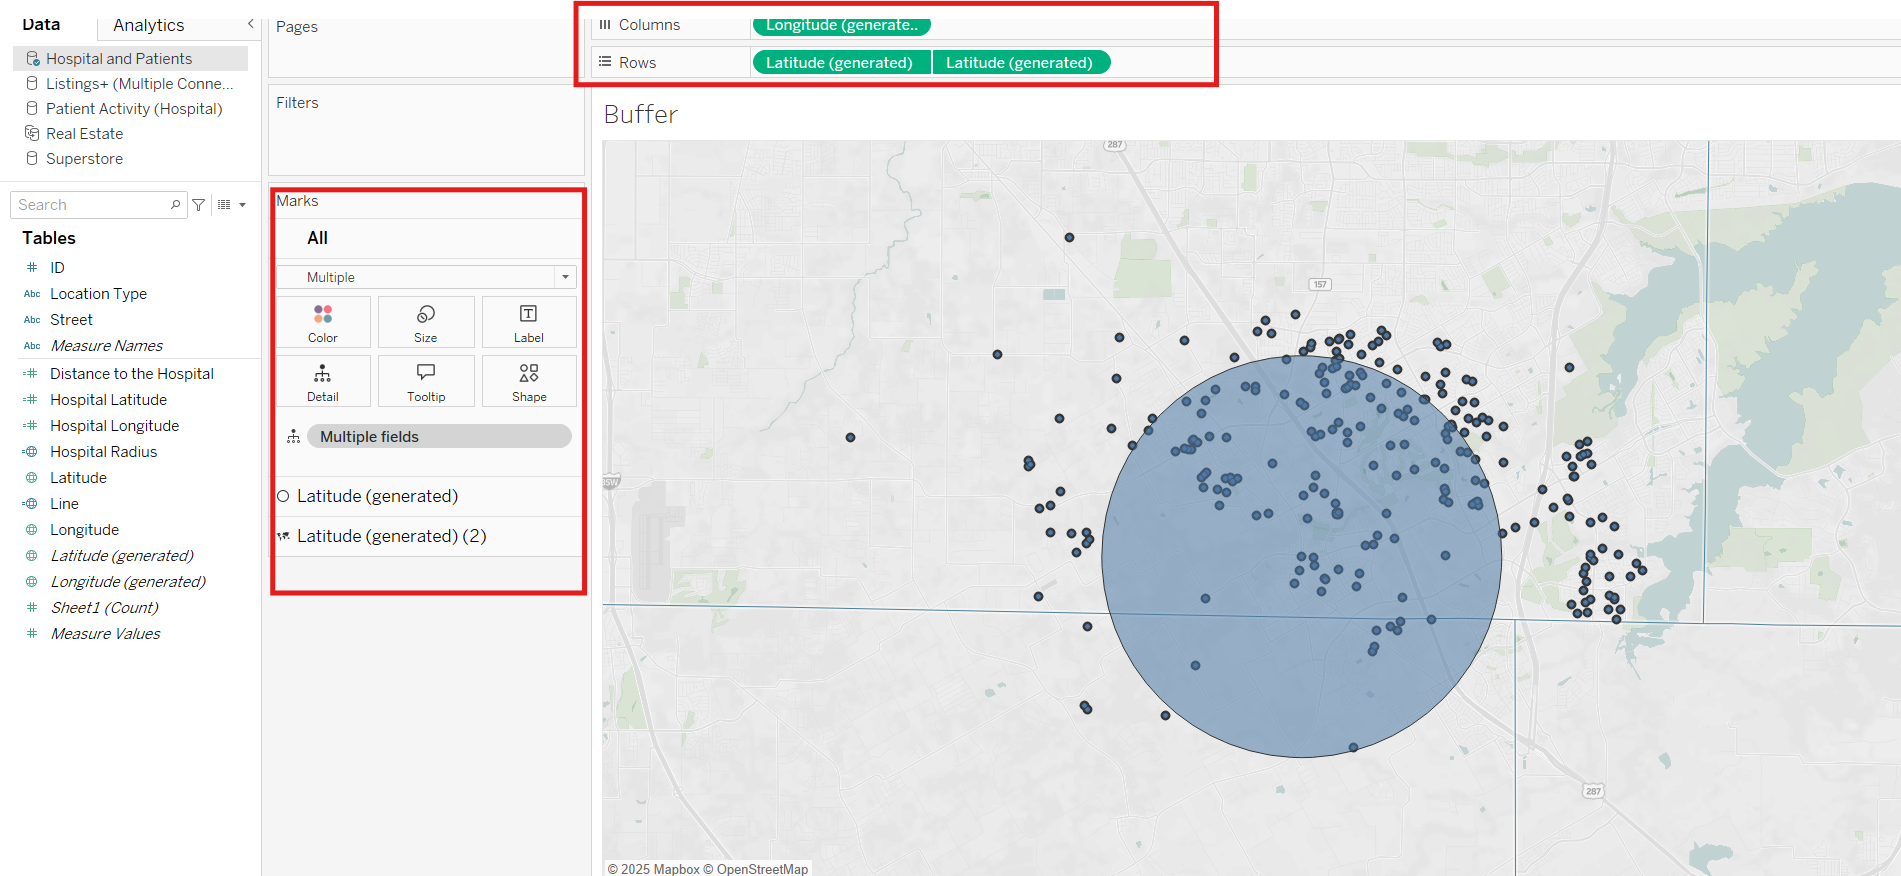 Data
Analytics
Hospital and Patients
Listings+ (Multiple Conne...
Patient Activity (Hospital)
Real Estate
Superstore
Search
Tables
ID
Abc Location Type
Abc Street
Abc Measure Names
Distance to the Hospital
Hospital Latitude
Hospital Longitude
Hospital Radius
Latitude
Line
Longitude
Latitude (generated)
Longitude (generated)
Sheet1 (Count)
Measure Values
Pages
Filters
Marks
All
Multiple
Color
Size
Label
Detail
Tooltip
Shape
Multiple fields
Latitude (generated)
Latitude (generated) (2)
Columns
Longitude (generate..
Rows
Latitude (generated)
Latitude (generated)
Buffer
287
157
35W
287
© 2025 Mapbox © OpenStreetMap